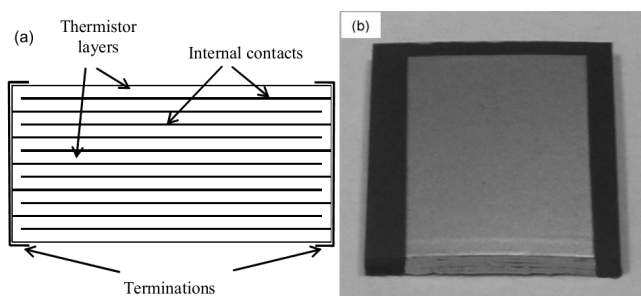 (a)
Thermistor
layers
Internal contacts
Terminations
(b)